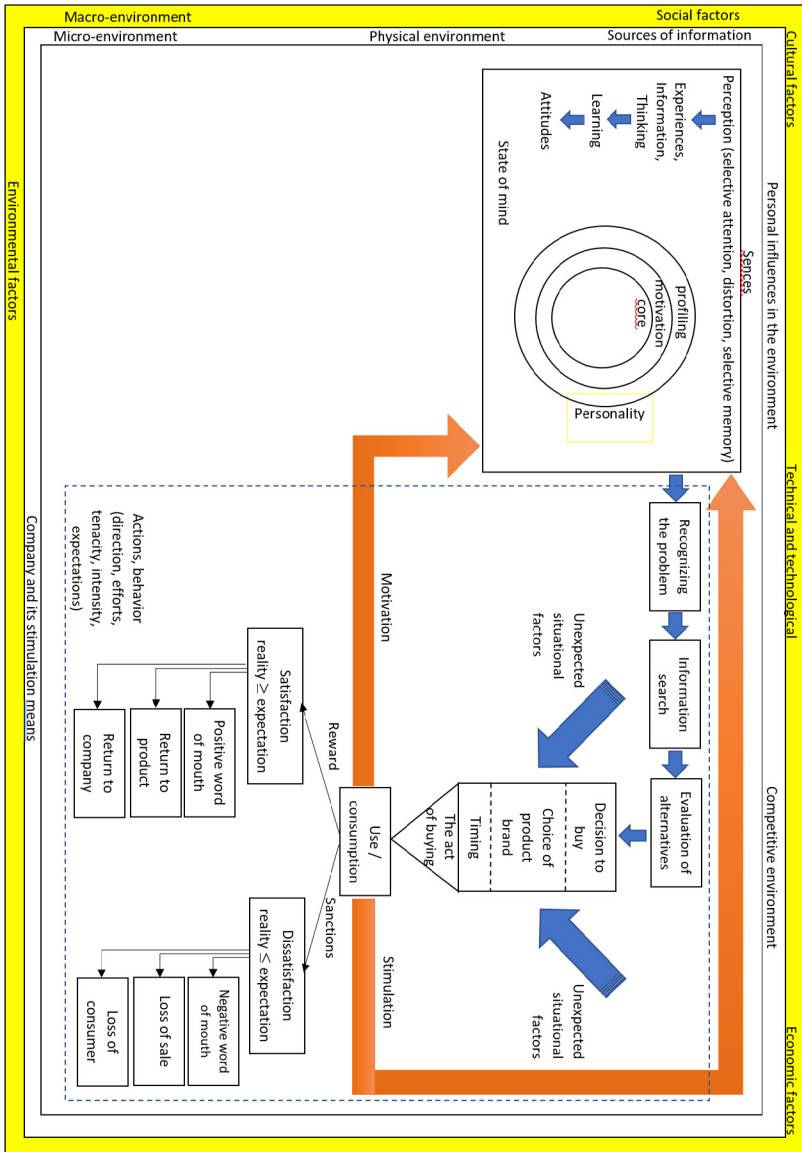 Macro-environment
Social factors
Micro-environment
Physical environment
Sources of information
Cultural factors
Personal influences in the environment
Technical and technological
Competitive environment
Economic factors
Environmental factors
Company and its stimulation means
Sences
Perception (selective attention, distortion, selective memory)
Experiences,
Information,
Thinking
Learning
Attitudes
State of mind
profiling
motivation
core
Personality
Recognizing
the problem
Information
search
Evaluation of
alternatives
Decision to
buy
Choice of
product
brand
Timing
The act
of buying
Unexpected
situational
factors
Unexpected
situational
factors
Use /
consumption
Motivation
Stimulation
Reward
Sanctions
Satisfaction
reality ≥ expectation
Positive word
of mouth
Return to
product
Return to
company
Dissatisfaction
reality ≤ expectation
Negative word
of mouth
Loss of sale
Loss of
consumer
Actions, behavior
(direction, efforts,
tenacity, intensity,
expectations)